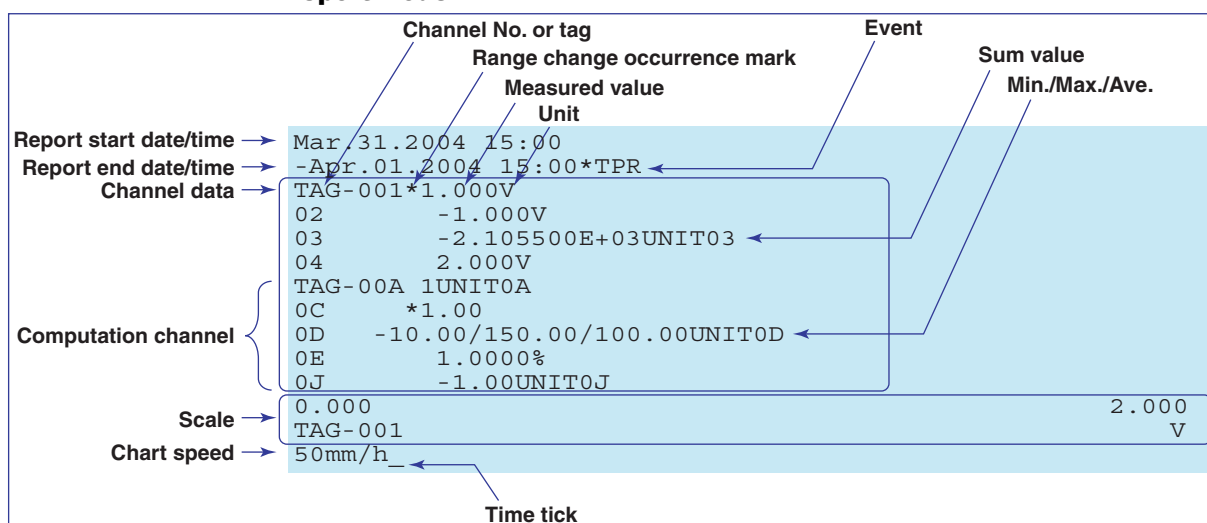 Channel No. or tag
Event
Range change occurrence mark
Sum value
Measured value
Min./Max./Ave.
Unit
Report start date/time
Mar.31.2004 15:00
Report end date/time
-Apr.01.2004 15:00*TPR
Channel data
TAG-001*1.000V
02 -1.000V
03 -2.105500E+03UNIT03
04 2.000V
TAG-00A 1UNIT0A
0C *1.00
Computation channel
0D -10.00/150.00/100.00UNIT0D
0E 1.0000%
0J -1.00UNIT0J
Scale
0.000 2.000
TAG-001 V
Chart speed
50mm/h_
Time tick